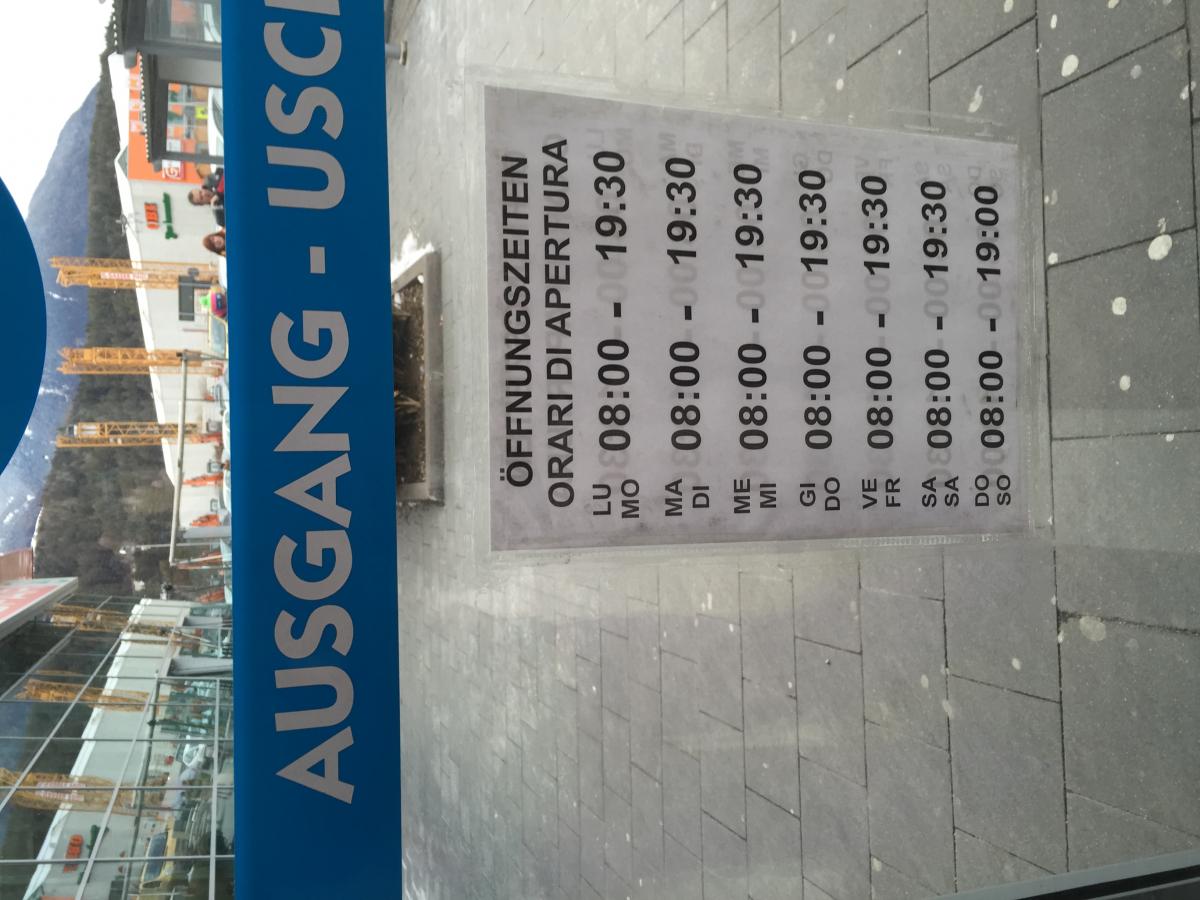 AUSGANG - USCI
ÖFFNUNGSZEITEN
ORARI DI APERTURA
LU
MO 08:00 - 19:30
MA
DI 08:00 - 19:30
ME
MI 08:00 - 19:30
GI
DO 08:00 - 19:30
VE
FR 08:00 - 19:30
SA
SA 08:00 - 19:30
DO
SO 08:00 - 19:00